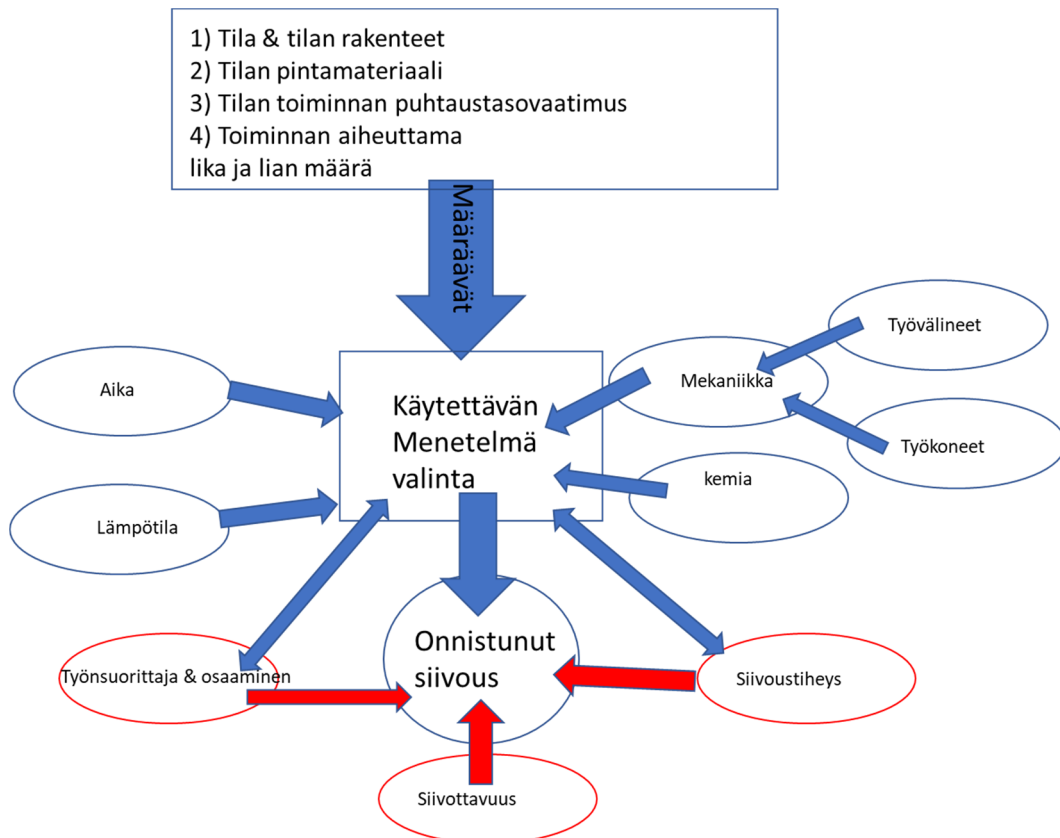 1) Tila & tilan rakenteet
2) Tilan pintamateriaali
3) Tilan toiminnan puhtaustasovaatimus
4) Toiminnan aiheuttama
lika ja lian määrä
Määräävät
Työvälineet
Aika
Mekaniikka
Käytettävän
Menetelmä
valinta
Työkoneet
kemia
Lämpötila
Onnistunut
siivous
Työnsuorittaja & osaaminen
Siivoustiheys
Siivottavuus